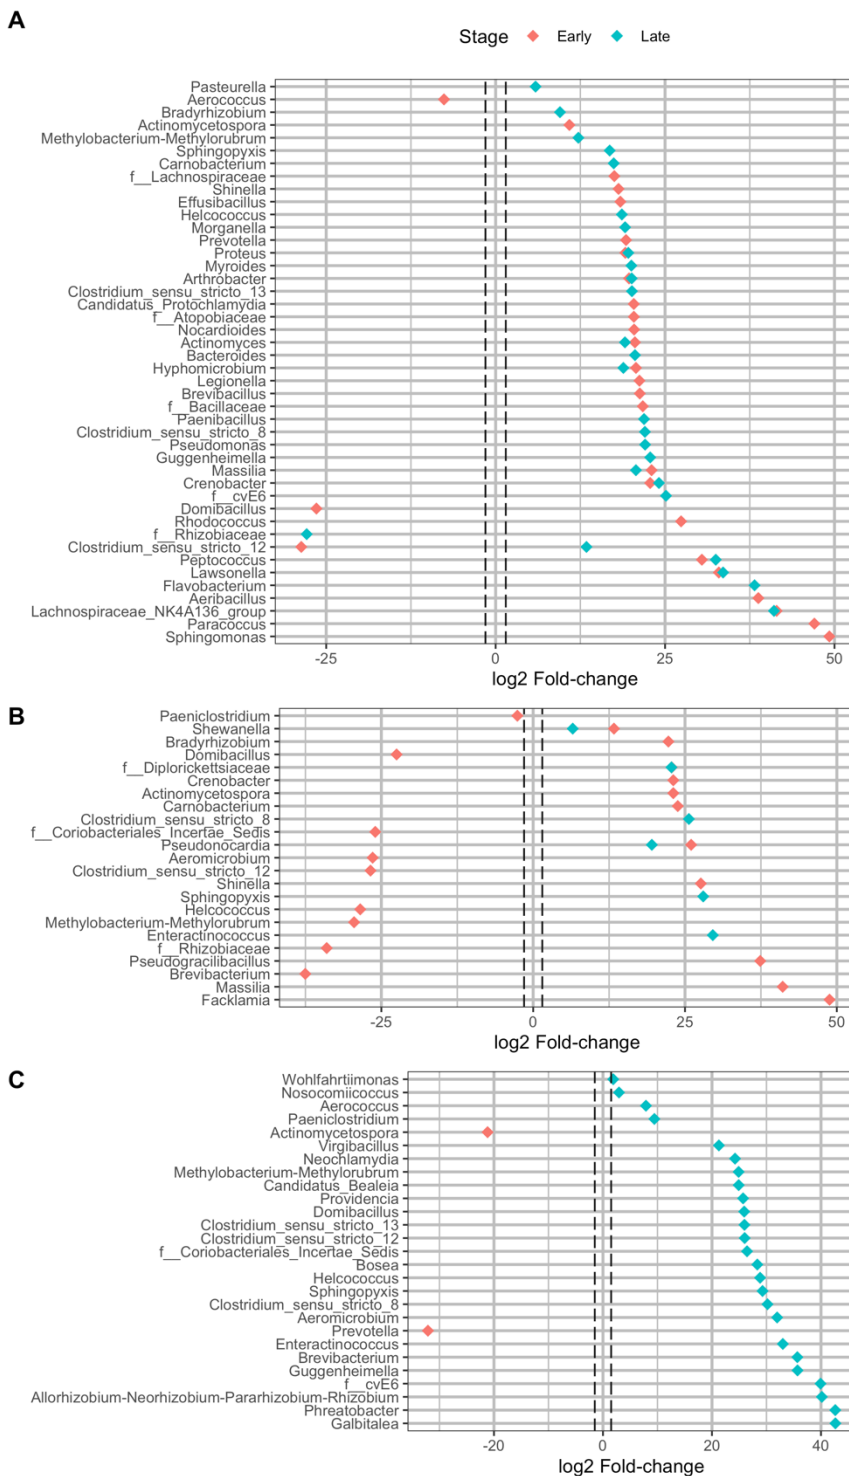 A
Stage Early Late
Pasteurella
Aerococcus
Bradyrhizobium
Actinomycetospora
Methylobacterium-Methylorubrum
Sphingopyxis
Carnobacterium
f__Lachnospiraceae
Shinella
Effusibacillus
Helcococcus
Morganella
Prevotella
Proteus
Myroides
Arthrobacter
Clostridium_sensu_stricto_13
Candidatus_Protochlamydia
f__Atopobiaceae
Nocardioides
Actinomyces
Bacteroides
Hyphomicrobium
Legionella
Brevibacillus
f__Bacillaceae
Paenibacillus
Clostridium_sensu_stricto_8
Pseudomonas
Guggenheimella
Massilia
Crenobacter
f__cvE6
Domibacillus
Rhodococcus
f__Rhizobiaceae
Clostridium_sensu_stricto_12
Peptococcus
Lawsonella
Flavobacterium
Aeribacillus
Lachnospiraceae_NK4A136_group
Paracoccus
Sphingomonas
-25 0 25 50
log2 Fold-change
B
Paeniclostridium
Shewanella
Bradyrhizobium
Domibacillus
f__Diplorickettsiaceae
Crenobacter
Actinomycetospora
Carnobacterium
Clostridium_sensu_stricto_8
f__Coriobacteriales_Incertae_Sedis
Pseudonocardia
Aeromicrobium
Clostridium_sensu_stricto_12
Shinella
Sphingopyxis
Helcococcus
Methylobacterium-Methylorubrum
Enteractinococcus
f__Rhizobiaceae
Pseudogracilibacillus
Brevibacterium
Massilia
Facklamia
-25 0 25 50
log2 Fold-change
C
Wohlfahrtiimonas
Nosocomiicoccus
Aerococcus
Paeniclostridium
Actinomycetospora
Virgibacillus
Neochlamydia
Methylobacterium-Methylorubrum
Candidatus_Bealeia
Providencia
Domibacillus
Clostridium_sensu_stricto_13
Clostridium_sensu_stricto_12
f__Coriobacteriales_Incertae_Sedis
Bosea
Helcococcus
Sphingopyxis
Clostridium_sensu_stricto_8
Aeromicrobium
Prevotella
Enteractinococcus
Brevibacterium
Guggenheimella
f__cvE6
Allorhizobium-Neorhizobium-Pararhizobium-Rhizobium
Phreatobacter
Galbitalea
-20 0 20 40
log2 Fold-change